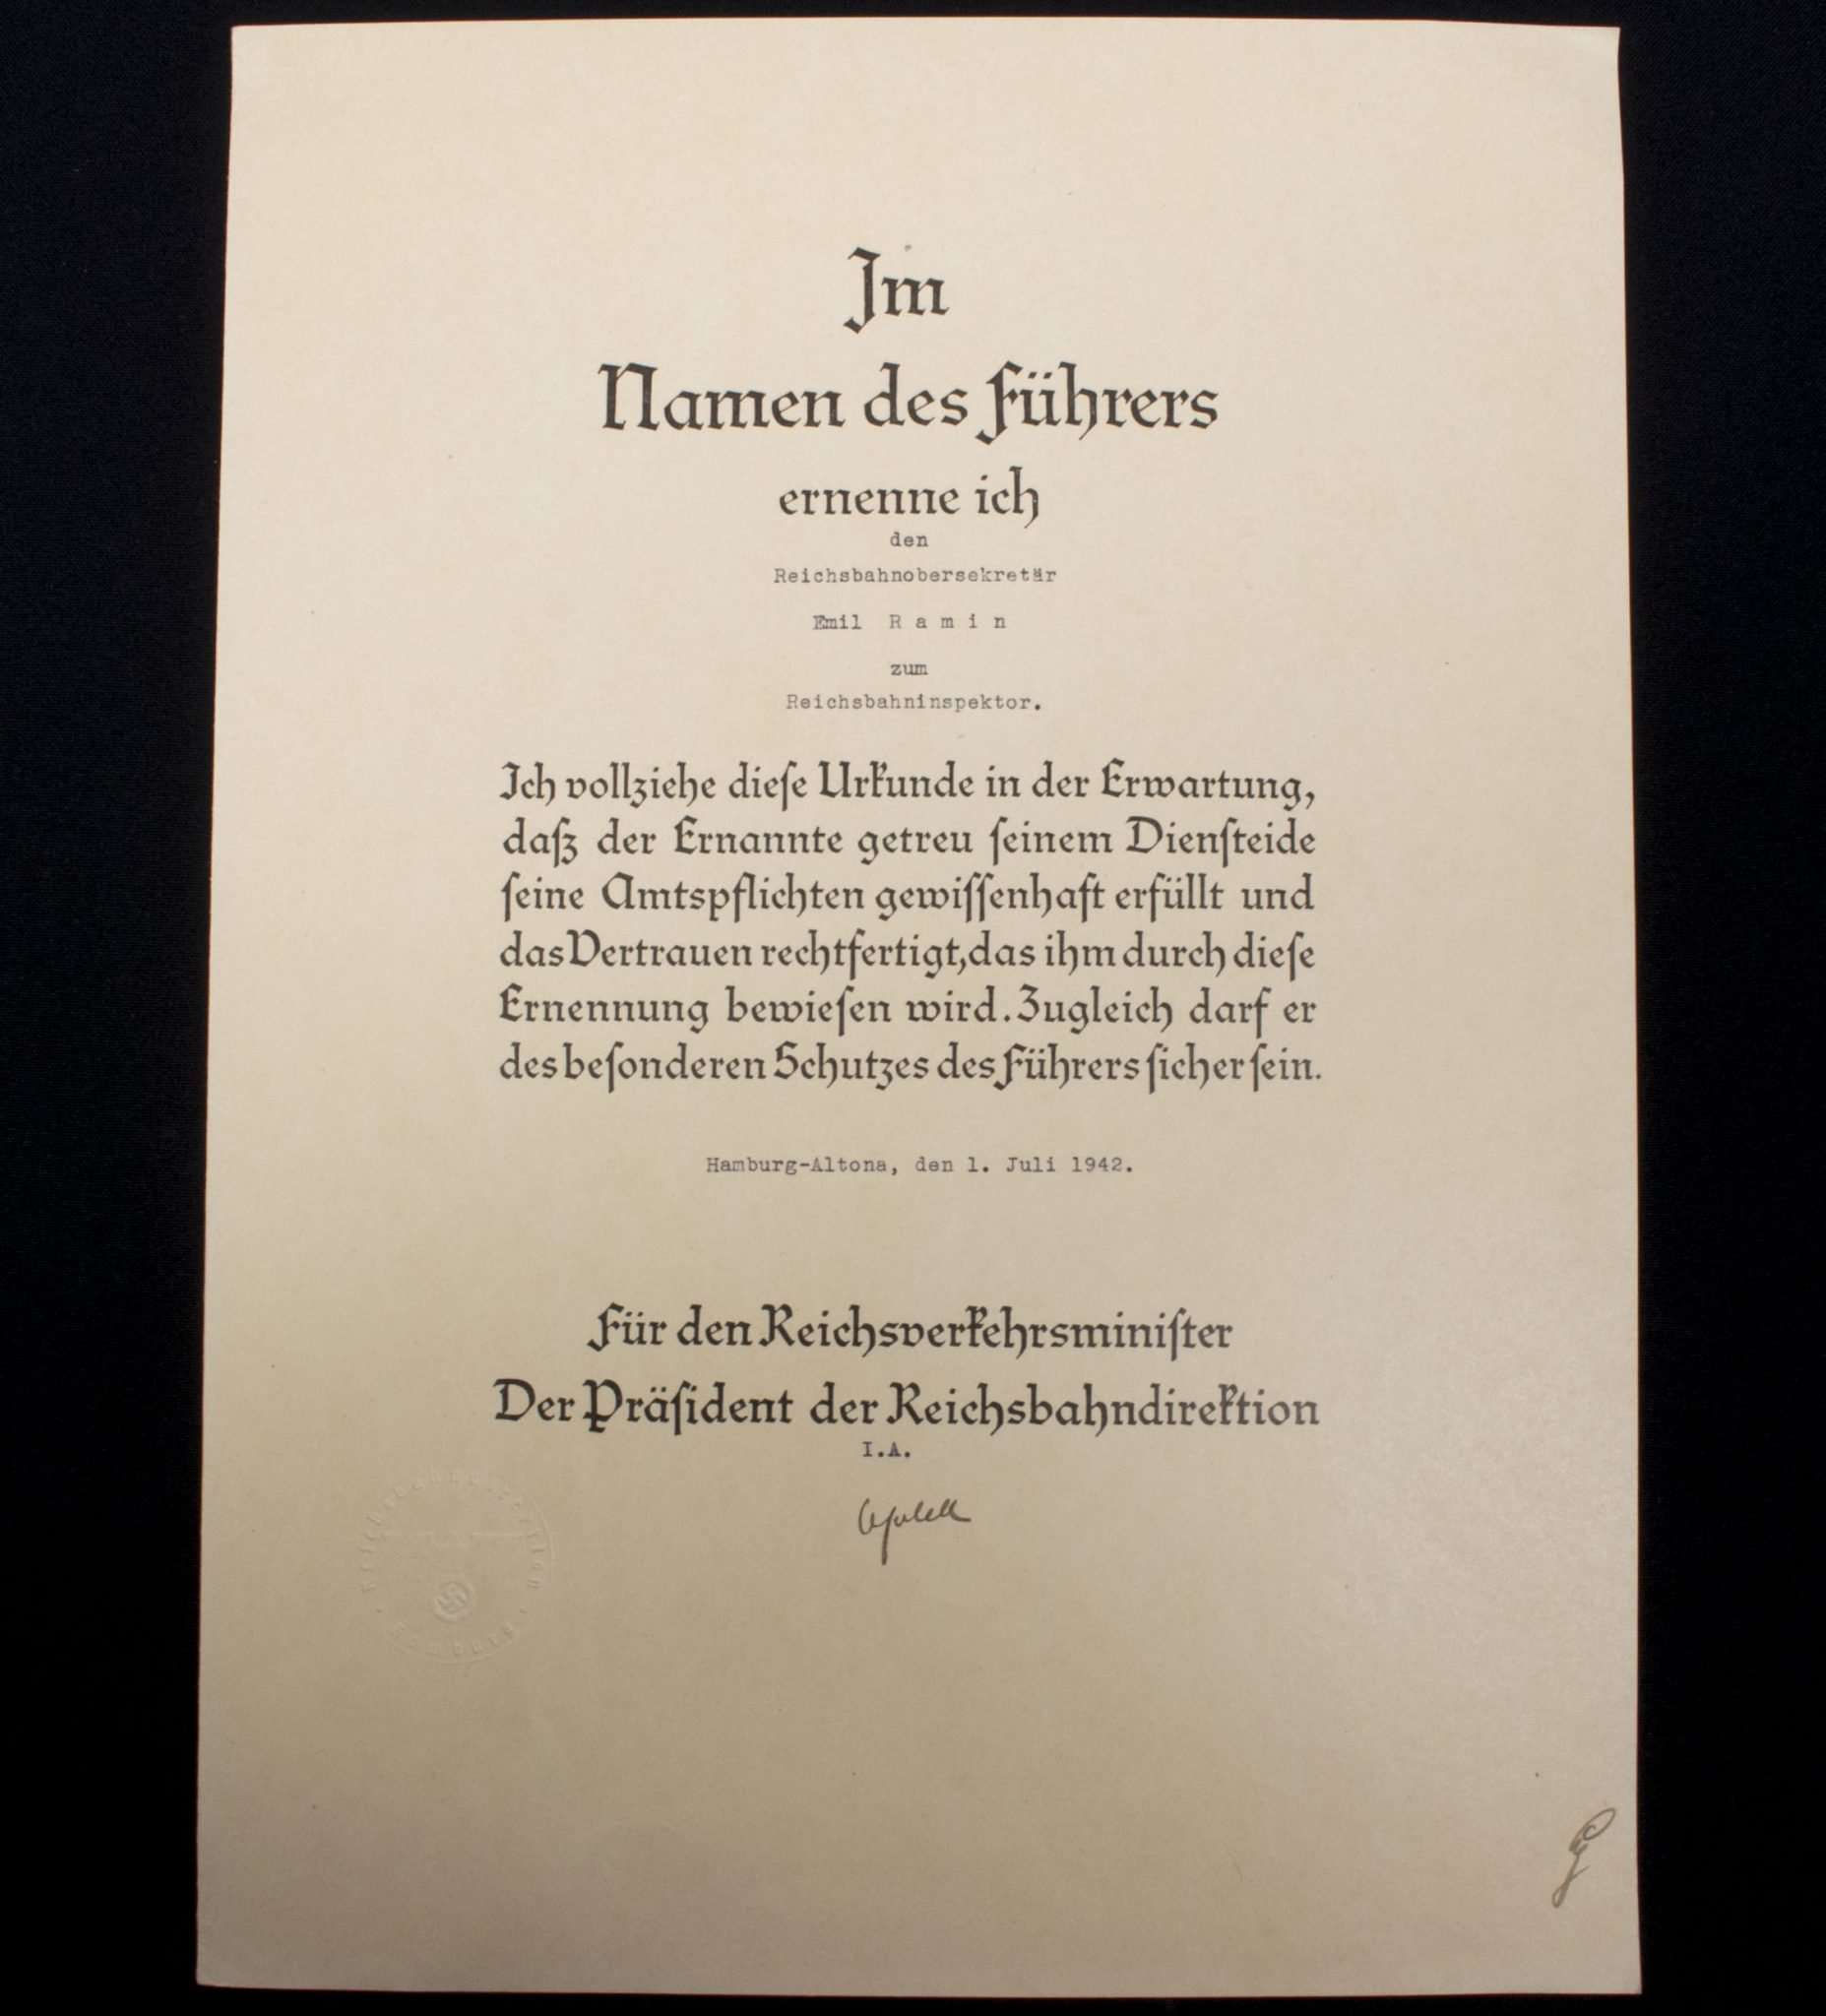 Im
Namen des Führers
ernenne ich
den
Reichsbahnobersekretär
Emil R a m i n
zum
Reichsbahninspektor.
Ich vollziehe dieſe Urkunde in der Erwartung,
daß der Ernannte getreu ſeinem Dienſteide
ſeine Amtspflichten gewiſſenhaft erfüllt und
das Vertrauen rechtfertigt, das ihm durch dieſe
Ernennung bewieſen wird. Zugleich darf er
des beſonderen Schutzes des Führers ſicher ſein.
Hamburg-Altona, den 1. Juli 1942.
Für den Reichsverkehrsminiſter
Der Präſident der Reichsbahndirektion
I.A.
Reichsbahndirektion
Hamburg